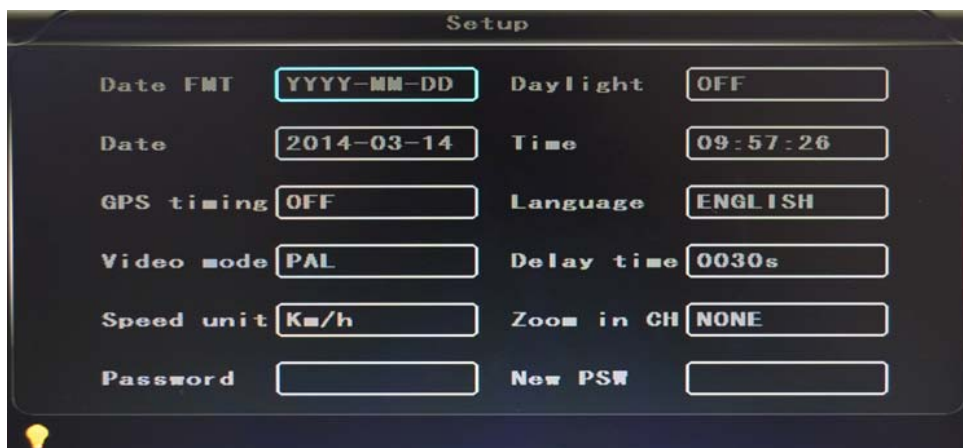 Setup
Date FMT YYYY-MM-DD Daylight OFF
Date 2014-03-14 Time 09:57:26
GPS timing OFF Language ENGLISH
Video mode PAL Delay time 0030s
Speed unit Km/h Zoom in CH NONE
Password New PSW